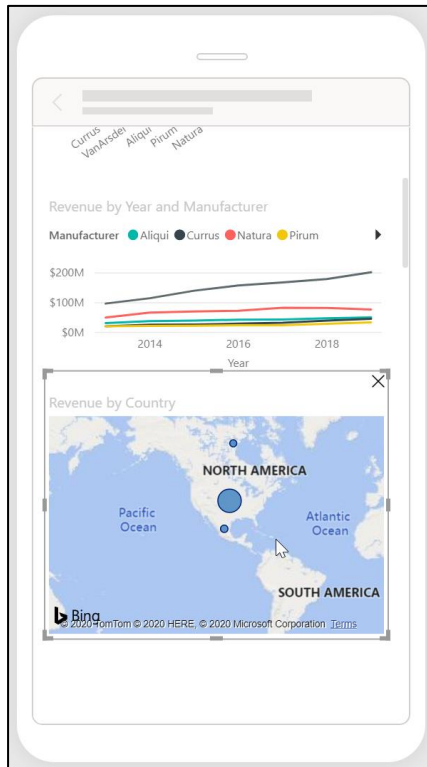 Currus
VanArsdel
Aliqui
Pirum
Natura
Revenue by Year and Manufacturer
Manufacturer Aliqui Currus Natura Pirum
$200M
$100M
$0M
2014 2016 2018
Year
Revenue by Country
NORTH AMERICA
Pacific
Ocean
Atlantic
Ocean
SOUTH AMERICA
Bing
© 2020 TomTom © 2020 HERE, © 2020 Microsoft Corporation Terms